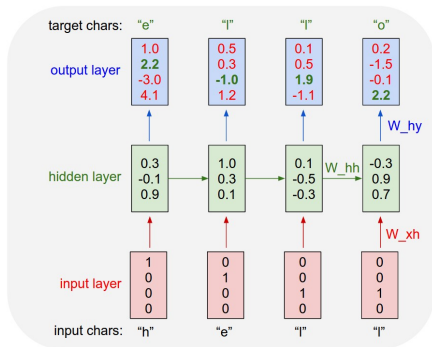 target chars: “e” “l” “l” “o”
output layer
1.0 0.5 0.1 0.2
2.2 0.3 0.5 -1.5
-3.0 -1.0 1.9 -0.1
4.1 1.2 -1.1 2.2
W_hy
hidden layer
0.3 1.0 0.1 -0.3
-0.1 0.3 -0.5 0.9
0.9 0.1 -0.3 0.7
W_hh
W_xh
input layer
1 0 0 0
0 1 0 0
0 0 1 1
0 0 0 0
input chars: “h” “e” “l” “l”